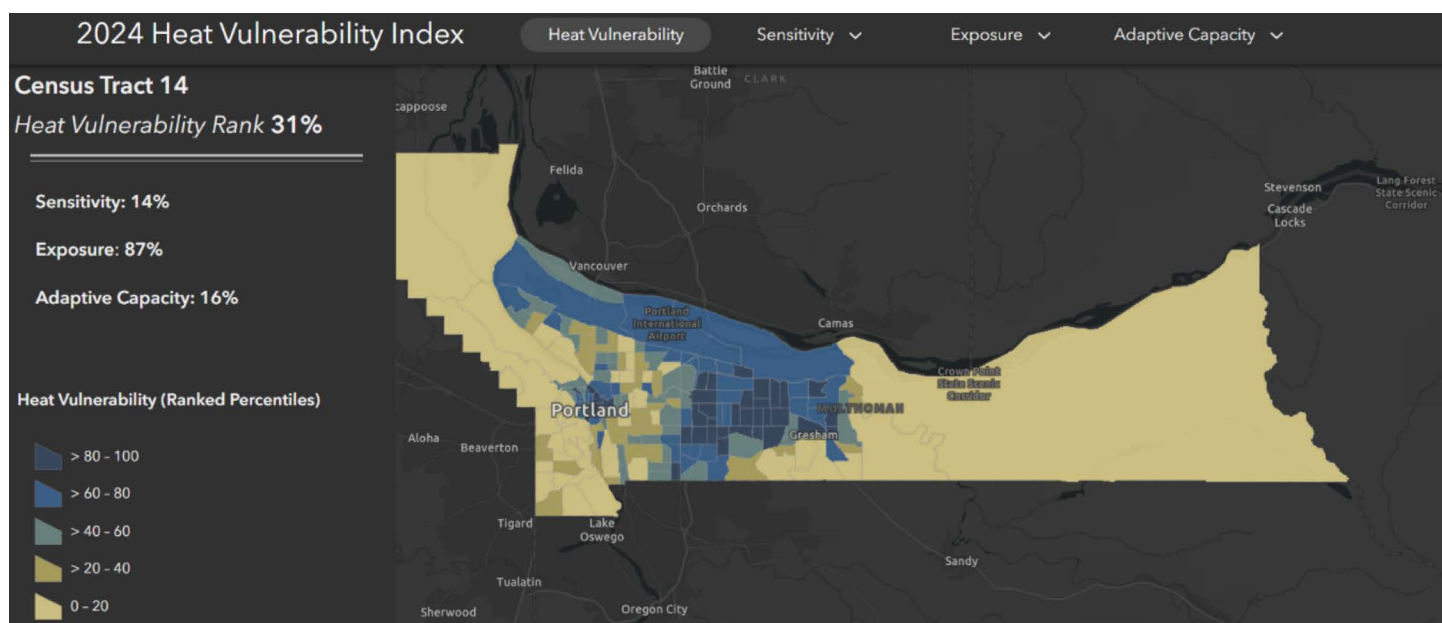 2024 Heat Vulnerability Index
Heat Vulnerability
Sensitivity
Exposure
Adaptive Capacity
Census Tract 14
Heat Vulnerability Rank 31%
Sensitivity: 14%
Exposure: 87%
Adaptive Capacity: 16%
Heat Vulnerability (Ranked Percentiles)
> 80 - 100
> 60 - 80
> 40 - 60
> 20 - 40
0 - 20
Battle
Ground
CLARK
cappoose
Felida
Orchards
Stevenson
Cascade
Locks
Lang Forest
State Scenic
Corridor
Vancouver
Portland
International
Airport
Camas
Crown Point
State Scenic
Corridor
Portland
MULTNOMAH
Gresham
Aloha
Beaverton
Tigard
Lake
Oswego
Sandy
Tualatin
Sherwood
Oregon City